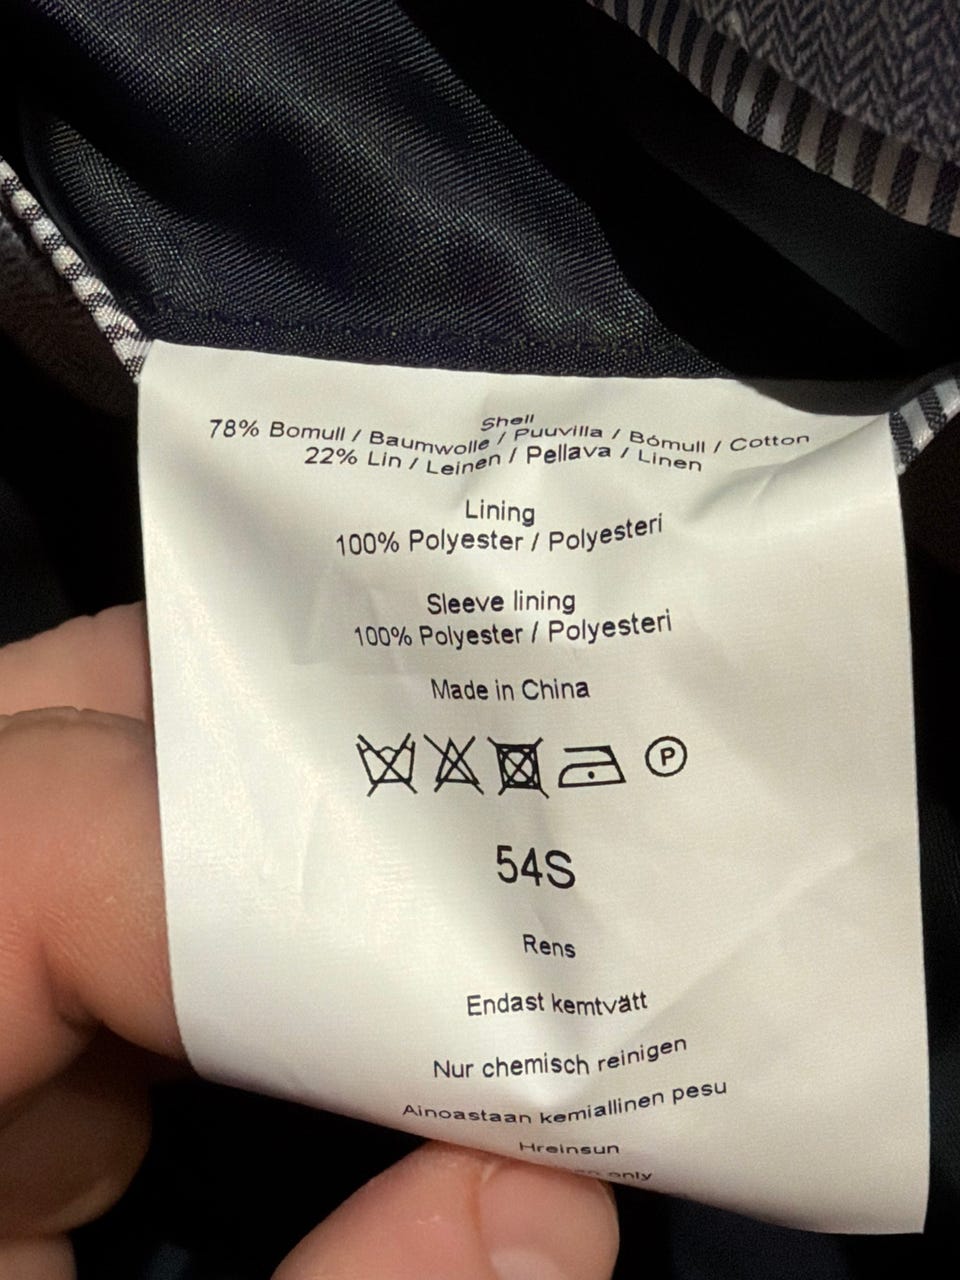 Shell
78% Bomull / Baumwolle / Puuvilla / Bómull / Cotton
22% Lin / Leinen / Pellava / Linen
Lining
100% Polyester / Polyesteri
Sleeve lining
100% Polyester / Polyesteri
Made in China
P
54S
Rens
Endast kemtvätt
Nur chemisch reinigen
Ainoastaan kemiallinen pesu
Hreinsun
only